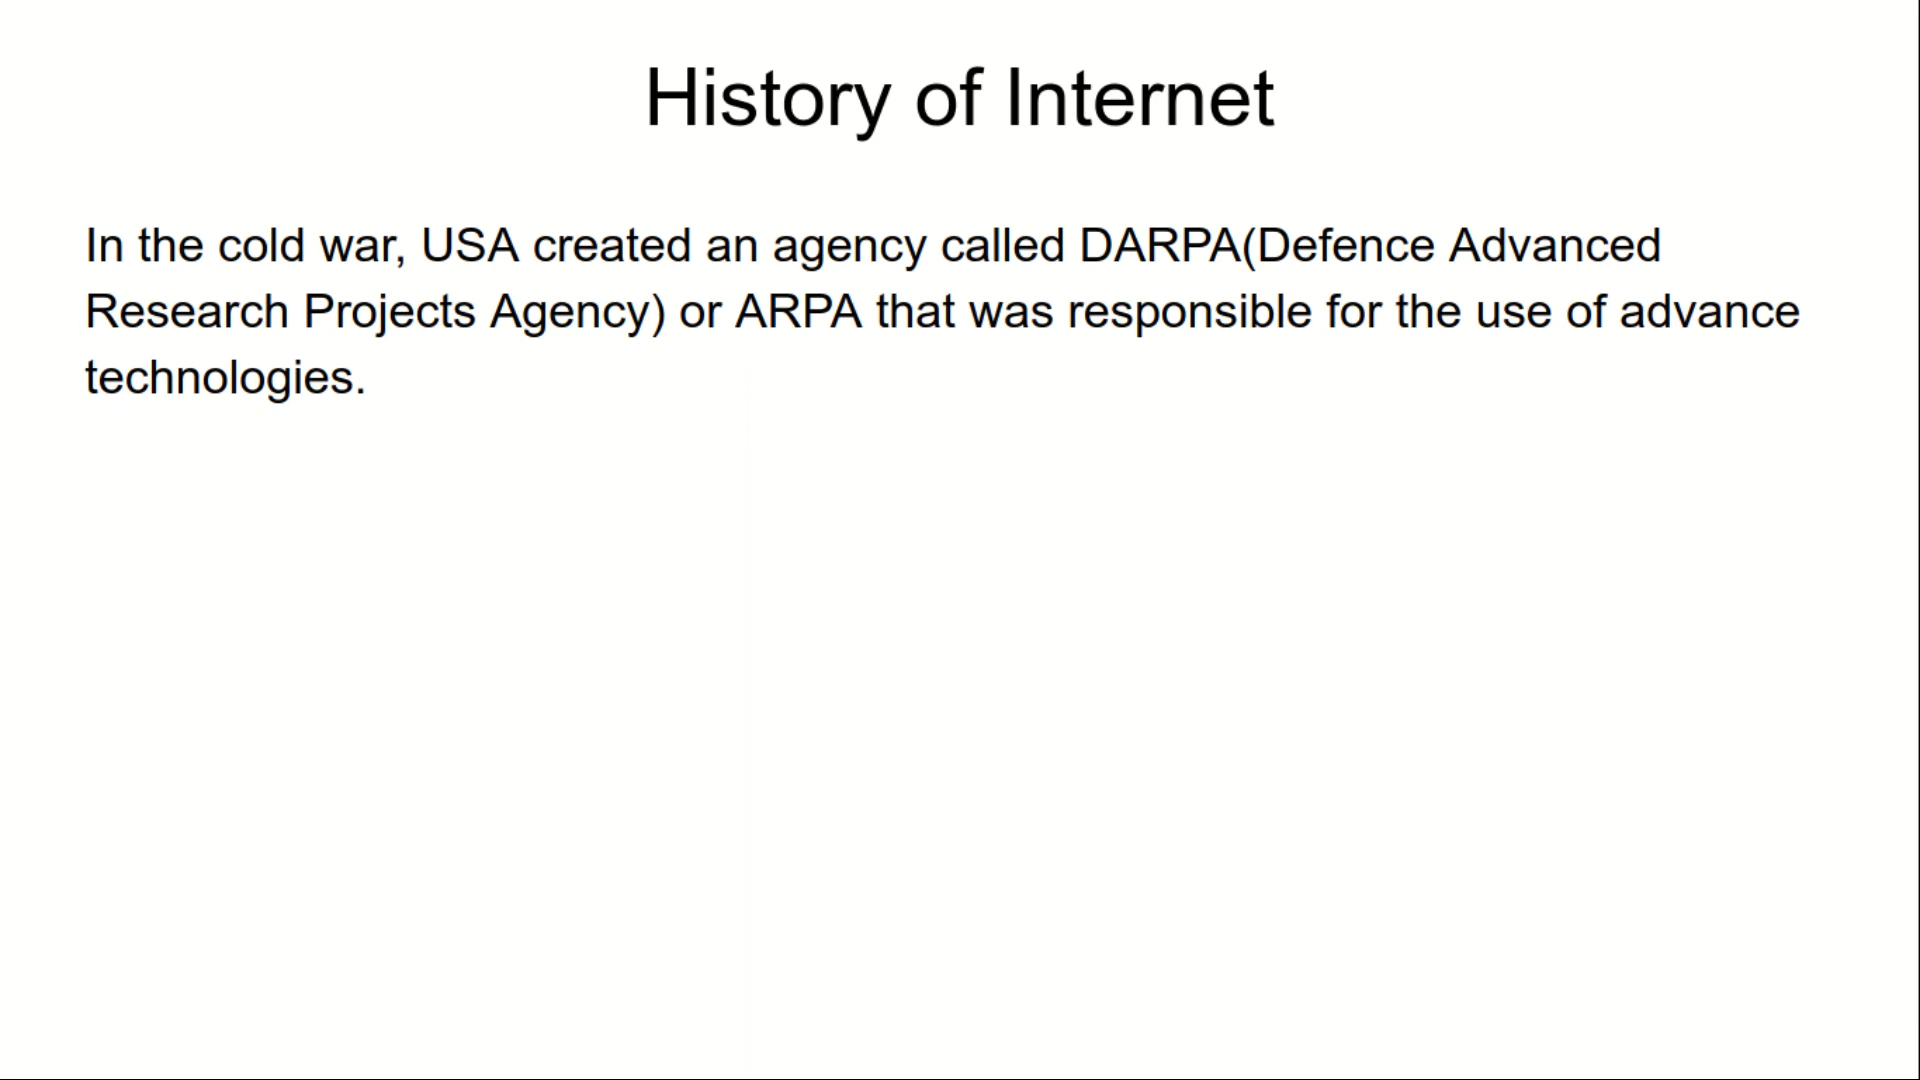 History of Internet
In the cold war, USA created an agency called DARPA(Defence Advanced
Research Projects Agency) or ARPA that was responsible for the use of advance
technologies.